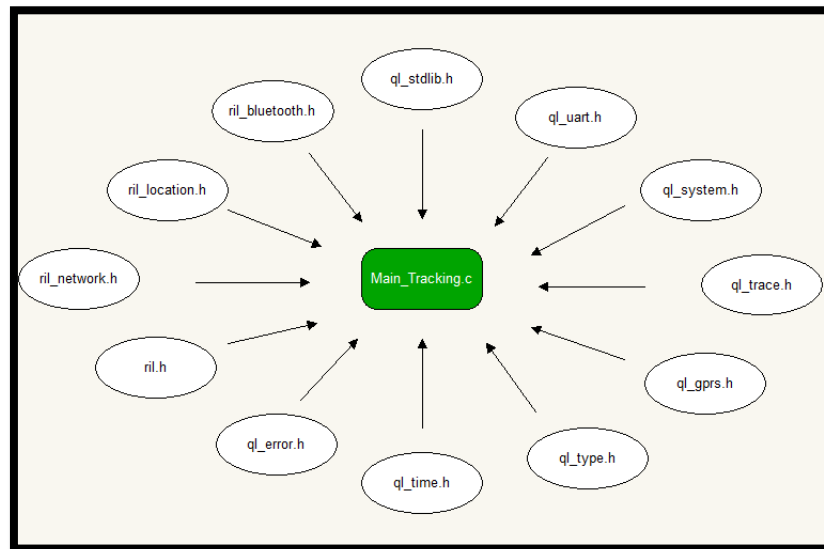 ql_stdlib.h
ril_bluetooth.h
ql_uart.h
ril_location.h
ql_system.h
ril_network.h
Main_Tracking.c
ql_trace.h
ril.h
ql_gprs.h
ql_error.h
ql_type.h
ql_time.h